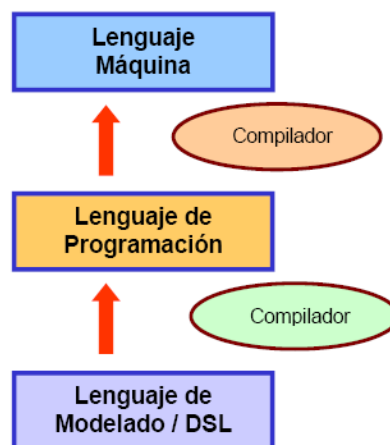 Lenguaje
Máquina
Compilador
Lenguaje de
Programación
Compilador
Lenguaje de
Modelado / DSL